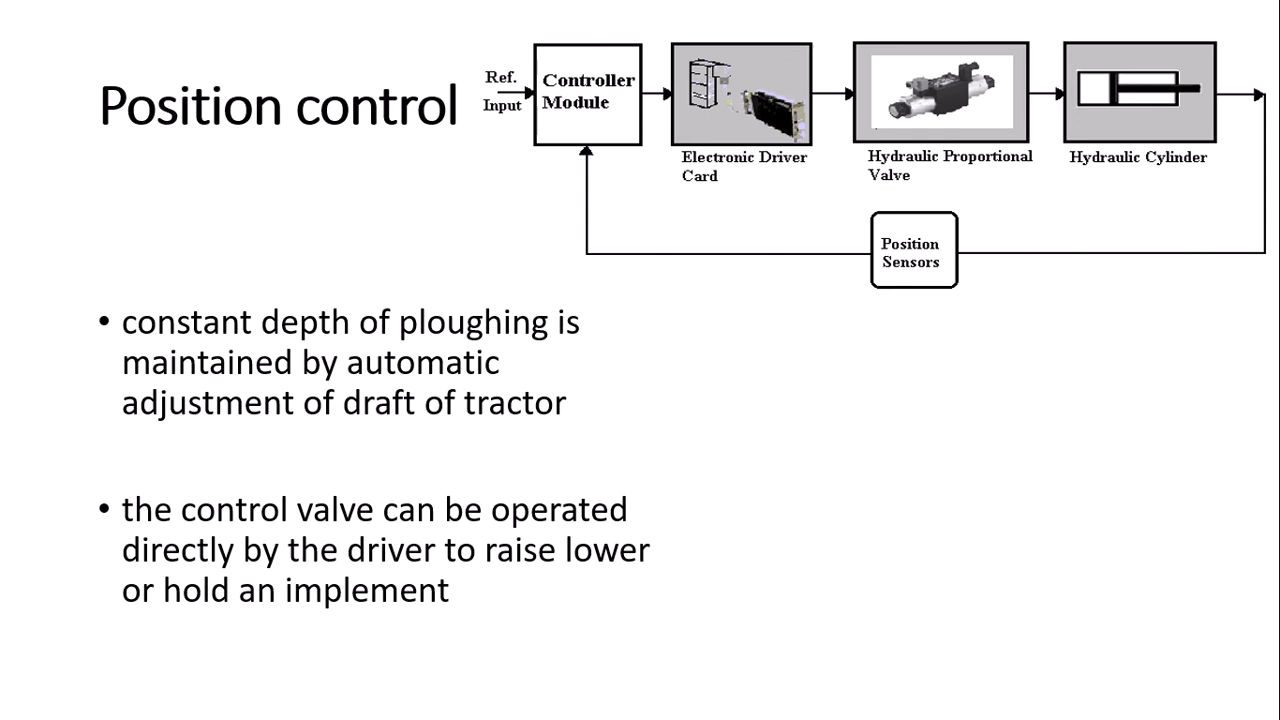 Position control
Ref.
Input
Controller
Module
Electronic Driver
Card
Hydraulic Proportional
Valve
Hydraulic Cylinder
Position
Sensors
• constant depth of ploughing is
maintained by automatic
adjustment of draft of tractor
• the control valve can be operated
directly by the driver to raise lower
or hold an implement